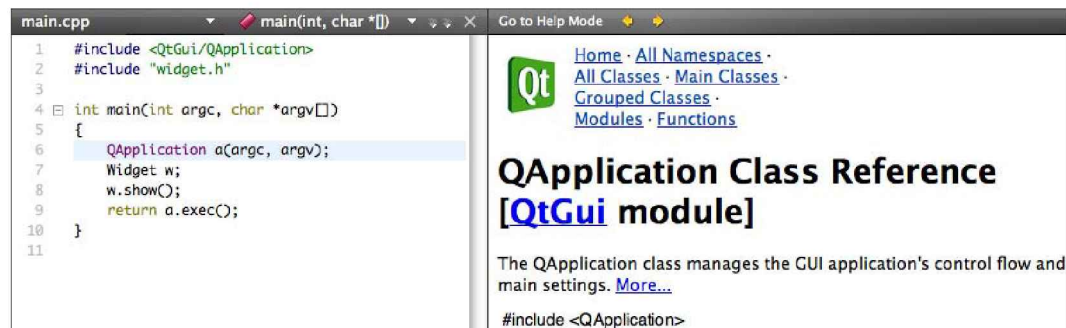 main.cpp main(int, char *[])
1 #include <QtGui/QApplication>
2 #include "widget.h"
3
4 int main(int argc, char *argv[])
5 {
6 QApplication a(argc, argv);
7 Widget w;
8 w.show();
9 return a.exec();
10 }
11
Go to Help Mode
Qt
Home · All Namespaces ·
All Classes · Main Classes ·
Grouped Classes ·
Modules · Functions
QApplication Class Reference
[QtGui module]
The QApplication class manages the GUI application's control flow and
main settings. More...
#include <QApplication>